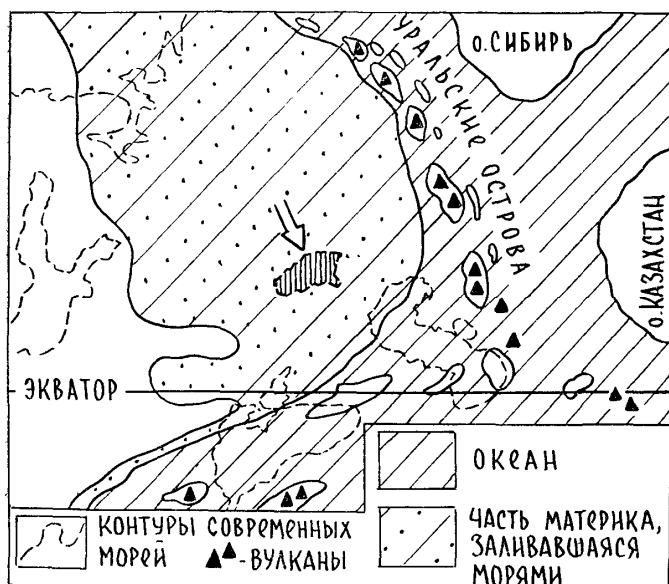 о. СИБИРЬ
УРАЛЬСКИЕ ОСТРОВА
о. КАЗАХСТАН
ЭКВАТОР
ОКЕАН
КОНТУРЫ СОВРЕМЕННЫХ
МОРЕЙ
-ВУЛКАНЫ
ЧАСТЬ МАТЕРИКА,
ЗАЛИВАВШАЯСЯ
МОРЯМИ